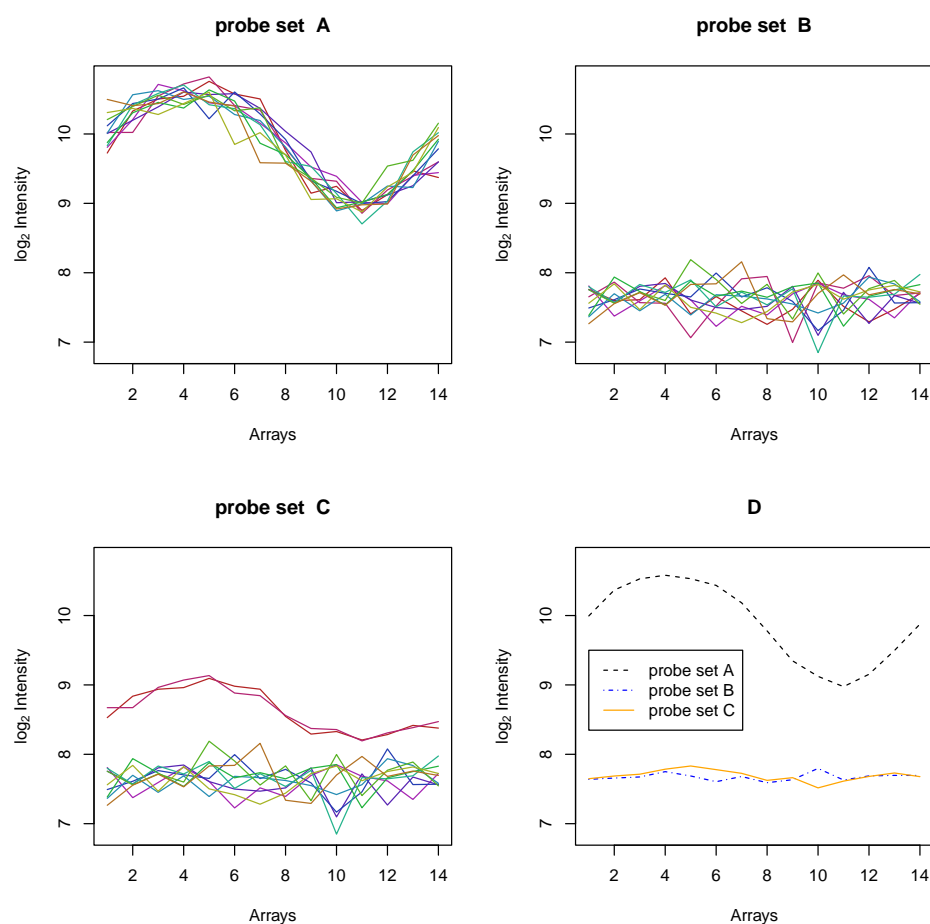 probe set A
log2 Intensity
10
9
8
7
2 4 6 8 10 12 14
Arrays
probe set B
log2 Intensity
10
9
8
7
2 4 6 8 10 12 14
Arrays
probe set C
log2 Intensity
10
9
8
7
2 4 6 8 10 12 14
Arrays
D
log2 Intensity
10
9
8
7
probe set A
probe set B
probe set C
2 4 6 8 10 12 14
Arrays